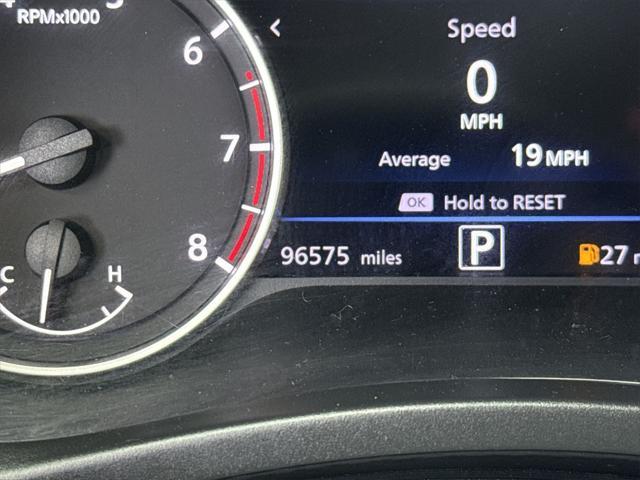 RPMx1000
6
7
8
C H
Speed
0
MPH
Average 19 MPH
OK Hold to RESET
96575 miles P 27